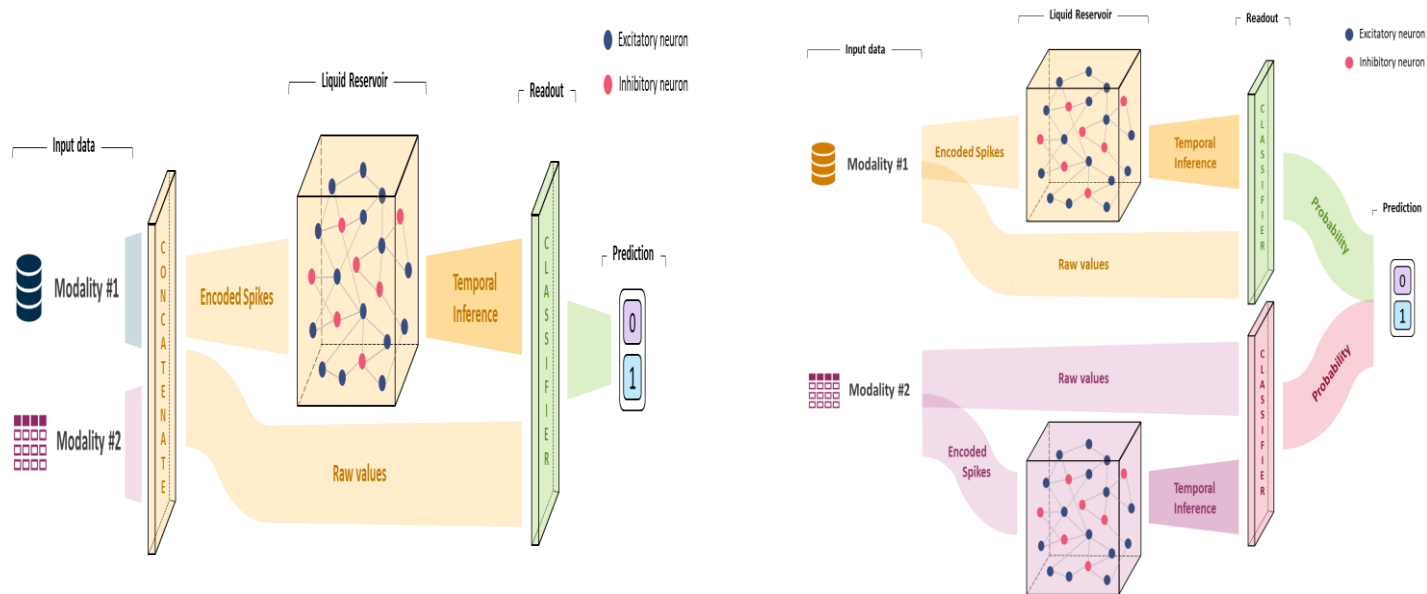 Excitatory neuron
Inhibitory neuron
Liquid Reservoir
Readout
Input data
Modality #1
Modality #2
CONCATENATE
Encoded Spikes
Temporal
Inference
Raw values
CLASSIFIER
Prediction
0
1
Liquid Reservoir
Readout
Excitatory neuron
Inhibitory neuron
Input data
Modality #1
Encoded Spikes
Temporal
Inference
CLASSIFIER
Raw values
Probability
Prediction
0
1
Modality #2
Raw values
Encoded
Spikes
Temporal
Inference
CLASSIFIER
Probability